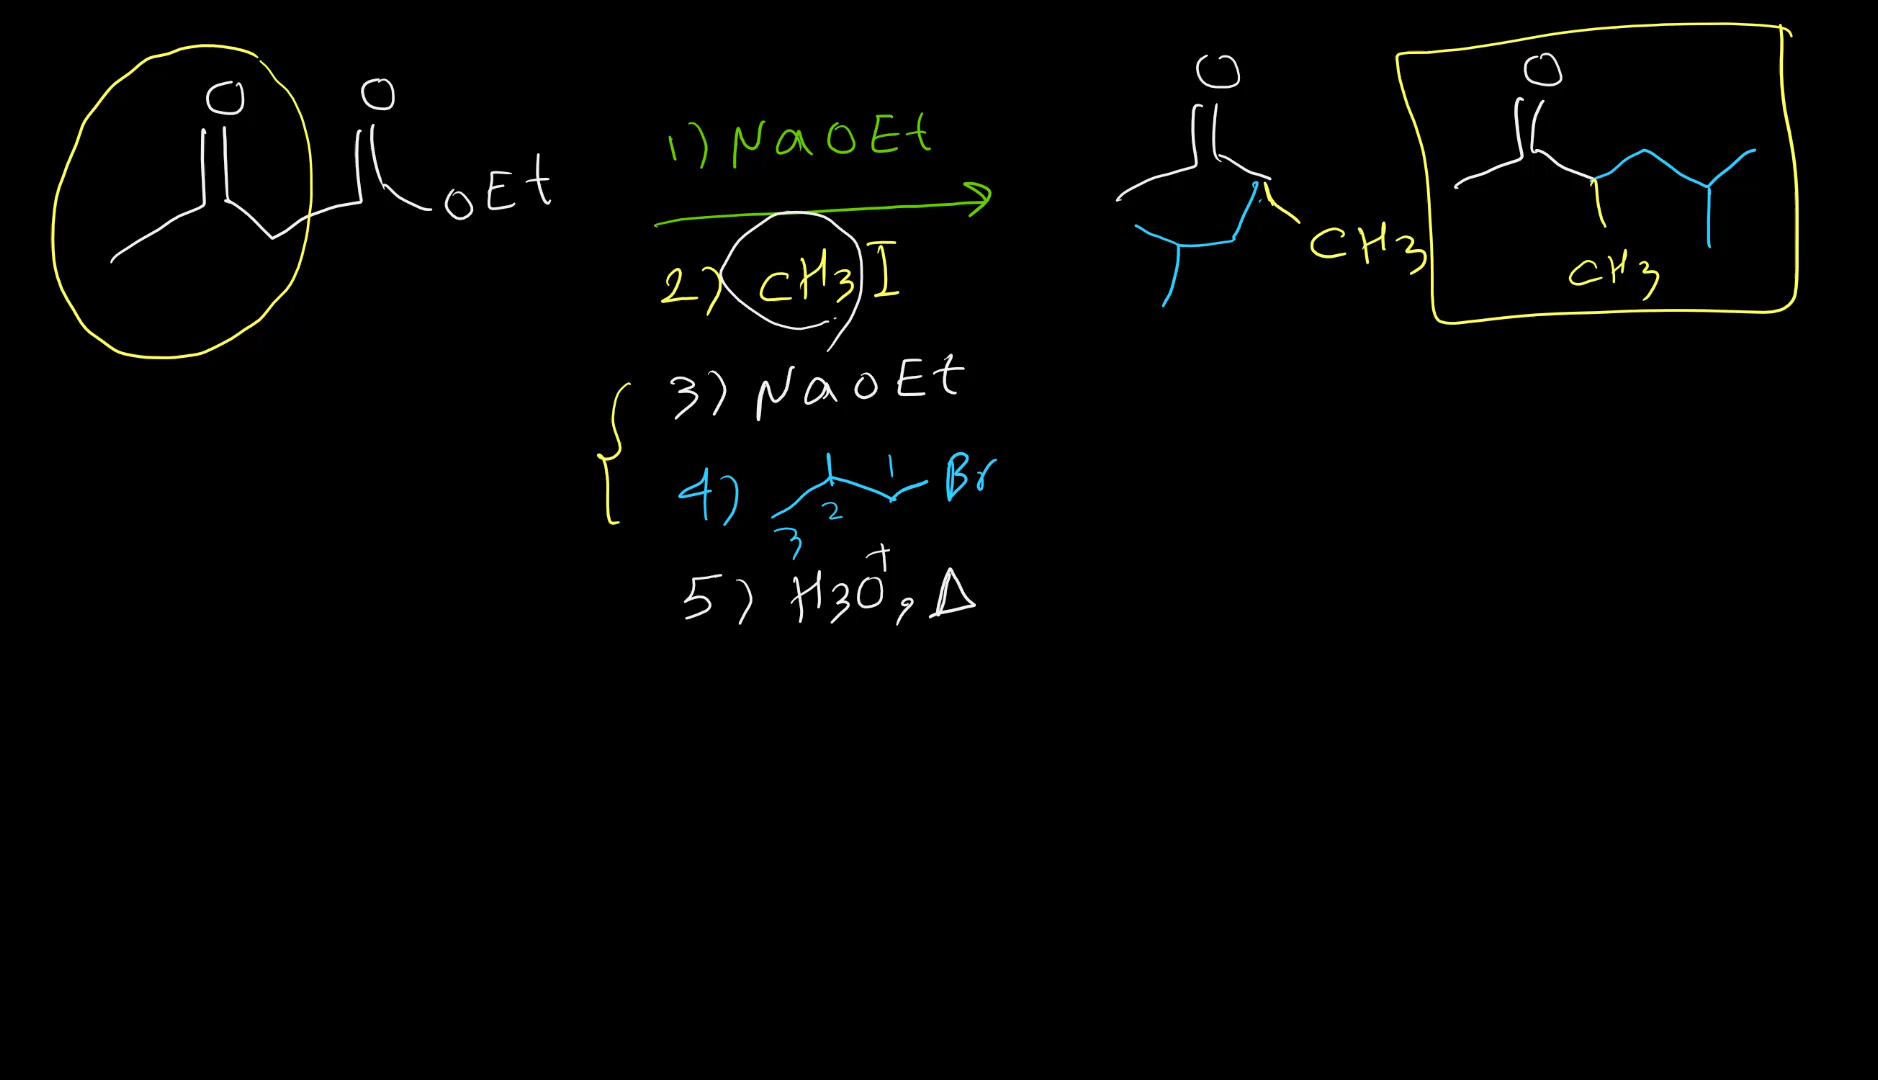 O O OEt
1) NaOEt
2) CH3I
3) NaOEt
4) 1 2 3 Br
5) H3O+, Δ
O CH3
O CH3